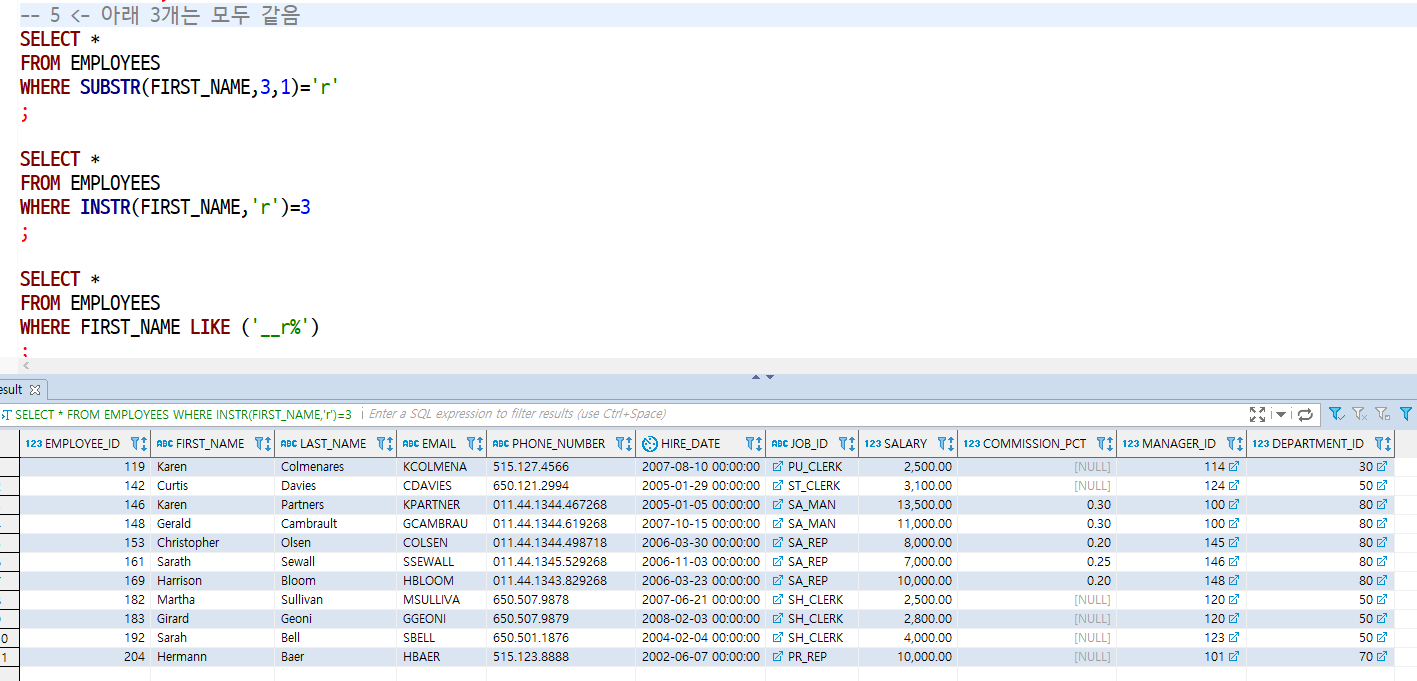 -- 5 <- 아래 3개는 모두 같음
SELECT *
FROM EMPLOYEES
WHERE SUBSTR(FIRST_NAME,3,1)='r'
;
SELECT *
FROM EMPLOYEES
WHERE INSTR(FIRST_NAME,'r')=3
;
SELECT *
FROM EMPLOYEES
WHERE FIRST_NAME LIKE ('__r%')
;
esult
SELECT * FROM EMPLOYEES WHERE INSTR(FIRST_NAME,'r')=3 Enter a SQL expression to filter results (use Ctrl+Space)
123 EMPLOYEE_ID ABC FIRST_NAME ABC LAST_NAME ABC EMAIL ABC PHONE_NUMBER HIRE_DATE ABC JOB_ID 123 SALARY 123 COMMISSION_PCT 123 MANAGER_ID 123 DEPARTMENT_ID
119 Karen Colmenares KCOLMENA 515.127.4566 2007-08-10 00:00:00 PU_CLERK 2,500.00 [NULL] 114 30
142 Curtis Davies CDAVIES 650.121.2994 2005-01-29 00:00:00 ST_CLERK 3,100.00 [NULL] 124 50
146 Karen Partners KPARTNER 011.44.1344.467268 2005-01-05 00:00:00 SA_MAN 13,500.00 0.30 100 80
148 Gerald Cambrault GCAMBRAU 011.44.1344.619268 2007-10-15 00:00:00 SA_MAN 11,000.00 0.30 100 80
153 Christopher Olsen COLSEN 011.44.1344.498718 2006-03-30 00:00:00 SA_REP 8,000.00 0.20 145 80
161 Sarath Sewall SSEWALL 011.44.1345.529268 2006-11-03 00:00:00 SA_REP 7,000.00 0.25 146 80
169 Harrison Bloom HBLOOM 011.44.1343.829268 2006-03-23 00:00:00 SA_REP 10,000.00 0.20 148 80
182 Martha Sullivan MSULLIVA 650.507.9878 2007-06-21 00:00:00 SH_CLERK 2,500.00 [NULL] 120 50
183 Girard Geoni GGEONI 650.507.9879 2008-02-03 00:00:00 SH_CLERK 2,800.00 [NULL] 120 50
0 192 Sarah Bell SBELL 650.501.1876 2004-02-04 00:00:00 SH_CLERK 4,000.00 [NULL] 123 50
1 204 Hermann Baer HBAER 515.123.8888 2002-06-07 00:00:00 PR_REP 10,000.00 [NULL] 101 70